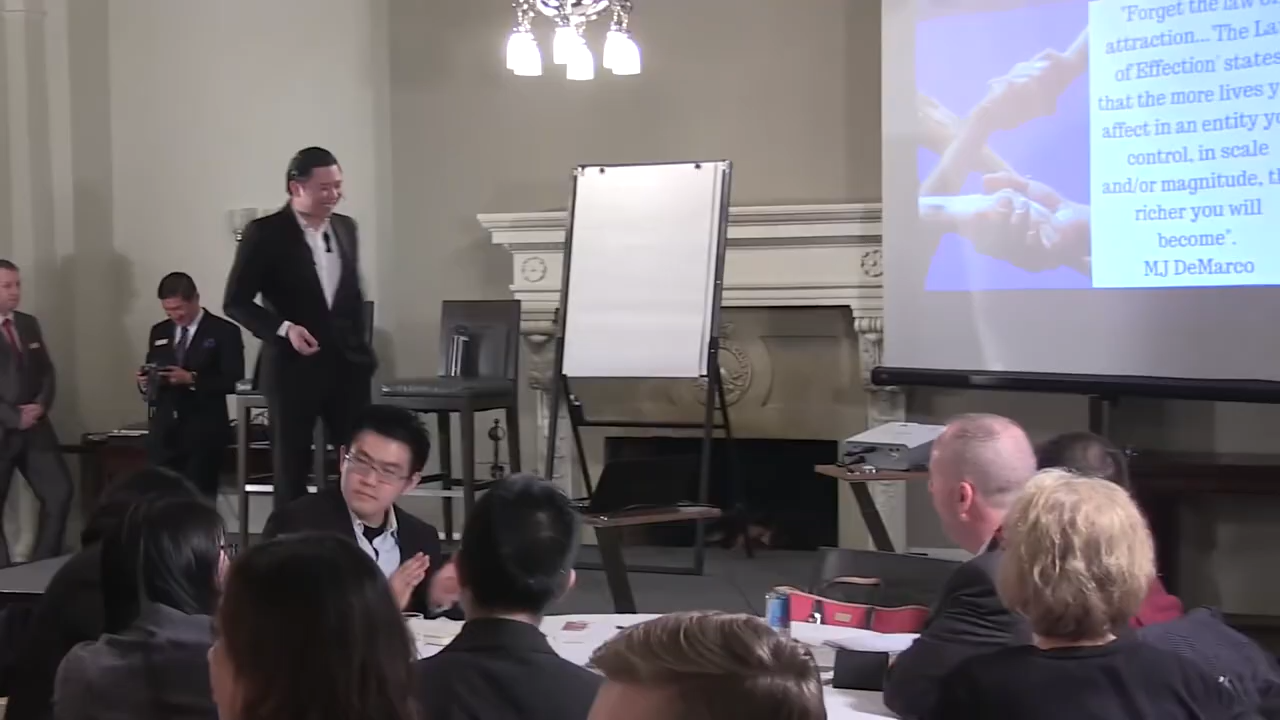 "Forget the law
attraction... The
of Effection' states
that the more lives
affect in an entity
control, in scale
and/or magnitude,
richer you will
become".
MJ DeMarco